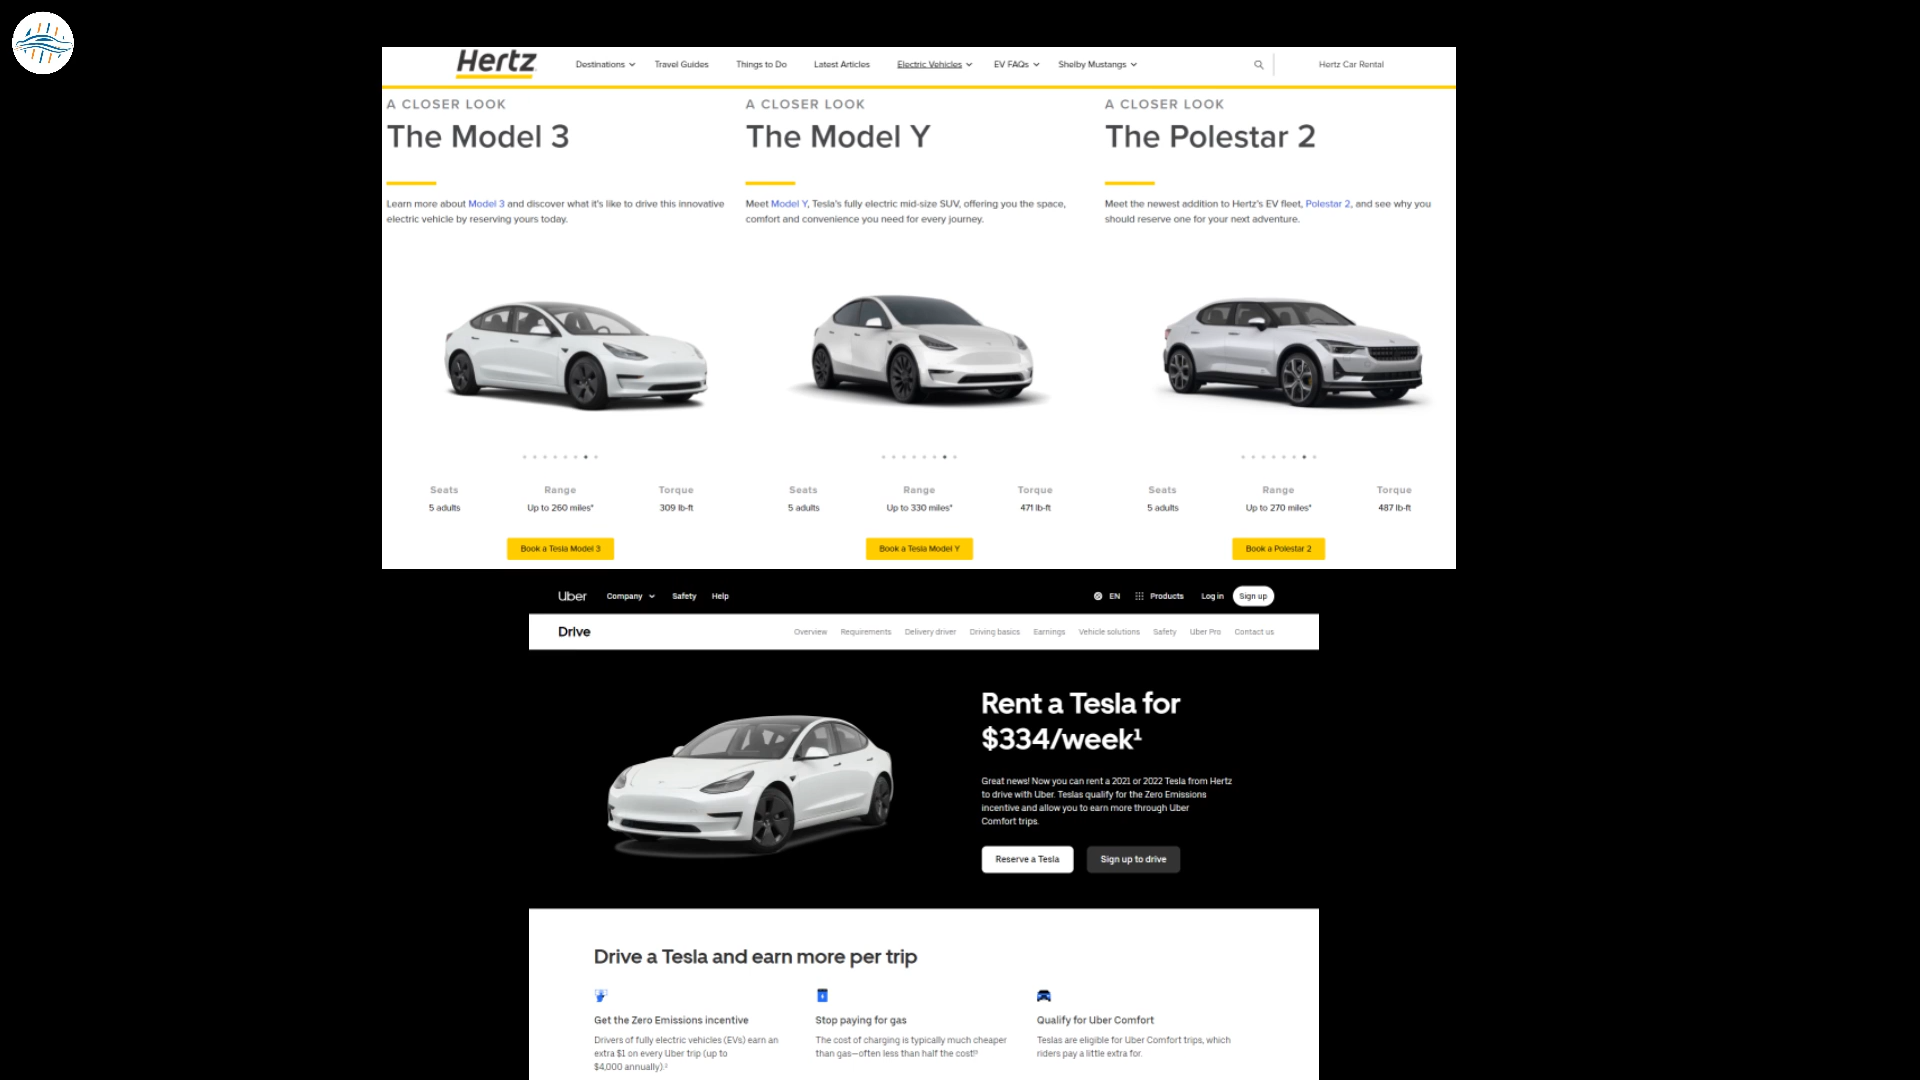 Hertz
Destinations Travel Guides Things to Do Latest Articles Electric Vehicles EV FAQs Shelby Mustangs Hertz Car Rental
A CLOSER LOOK
The Model 3
Learn more about Model 3 and discover what it's like to drive this innovative
electric vehicle by reserving yours today.
Seats Range Torque
5 adults Up to 260 miles* 309 lb-ft
Book a Tesla Model 3
A CLOSER LOOK
The Model Y
Meet Model Y, Tesla's fully electric mid-size SUV, offering you the space,
comfort and convenience you need for every journey.
Seats Range Torque
5 adults Up to 330 miles* 471 lb-ft
Book a Tesla Model Y
A CLOSER LOOK
The Polestar 2
Meet the newest addition to Hertz's EV fleet, Polestar 2, and see why you
should reserve one for your next adventure.
Seats Range Torque
5 adults Up to 270 miles* 487 lb-ft
Book a Polestar 2
Uber Company Safety Help EN Products Log in Sign up
Drive Overview Requirements Delivery driver Driving basics Earnings Vehicle solutions Safety Uber Pro Contact us
Rent a Tesla for
$334/week¹
Great news! Now you can rent a 2021 or 2022 Tesla from Hertz
to drive with Uber. Teslas qualify for the Zero Emissions
incentive and allow you to earn more through Uber
Comfort trips.
Reserve a Tesla Sign up to drive
Drive a Tesla and earn more per trip
Get the Zero Emissions incentive
Drivers of fully electric vehicles (EVs) earn an
extra $1 on every Uber trip (up to
$4,000 annually).²
Stop paying for gas
The cost of charging is typically much cheaper
than gas—often less than half the cost!³
Qualify for Uber Comfort
Teslas are eligible for Uber Comfort trips, which
riders pay a little extra for.